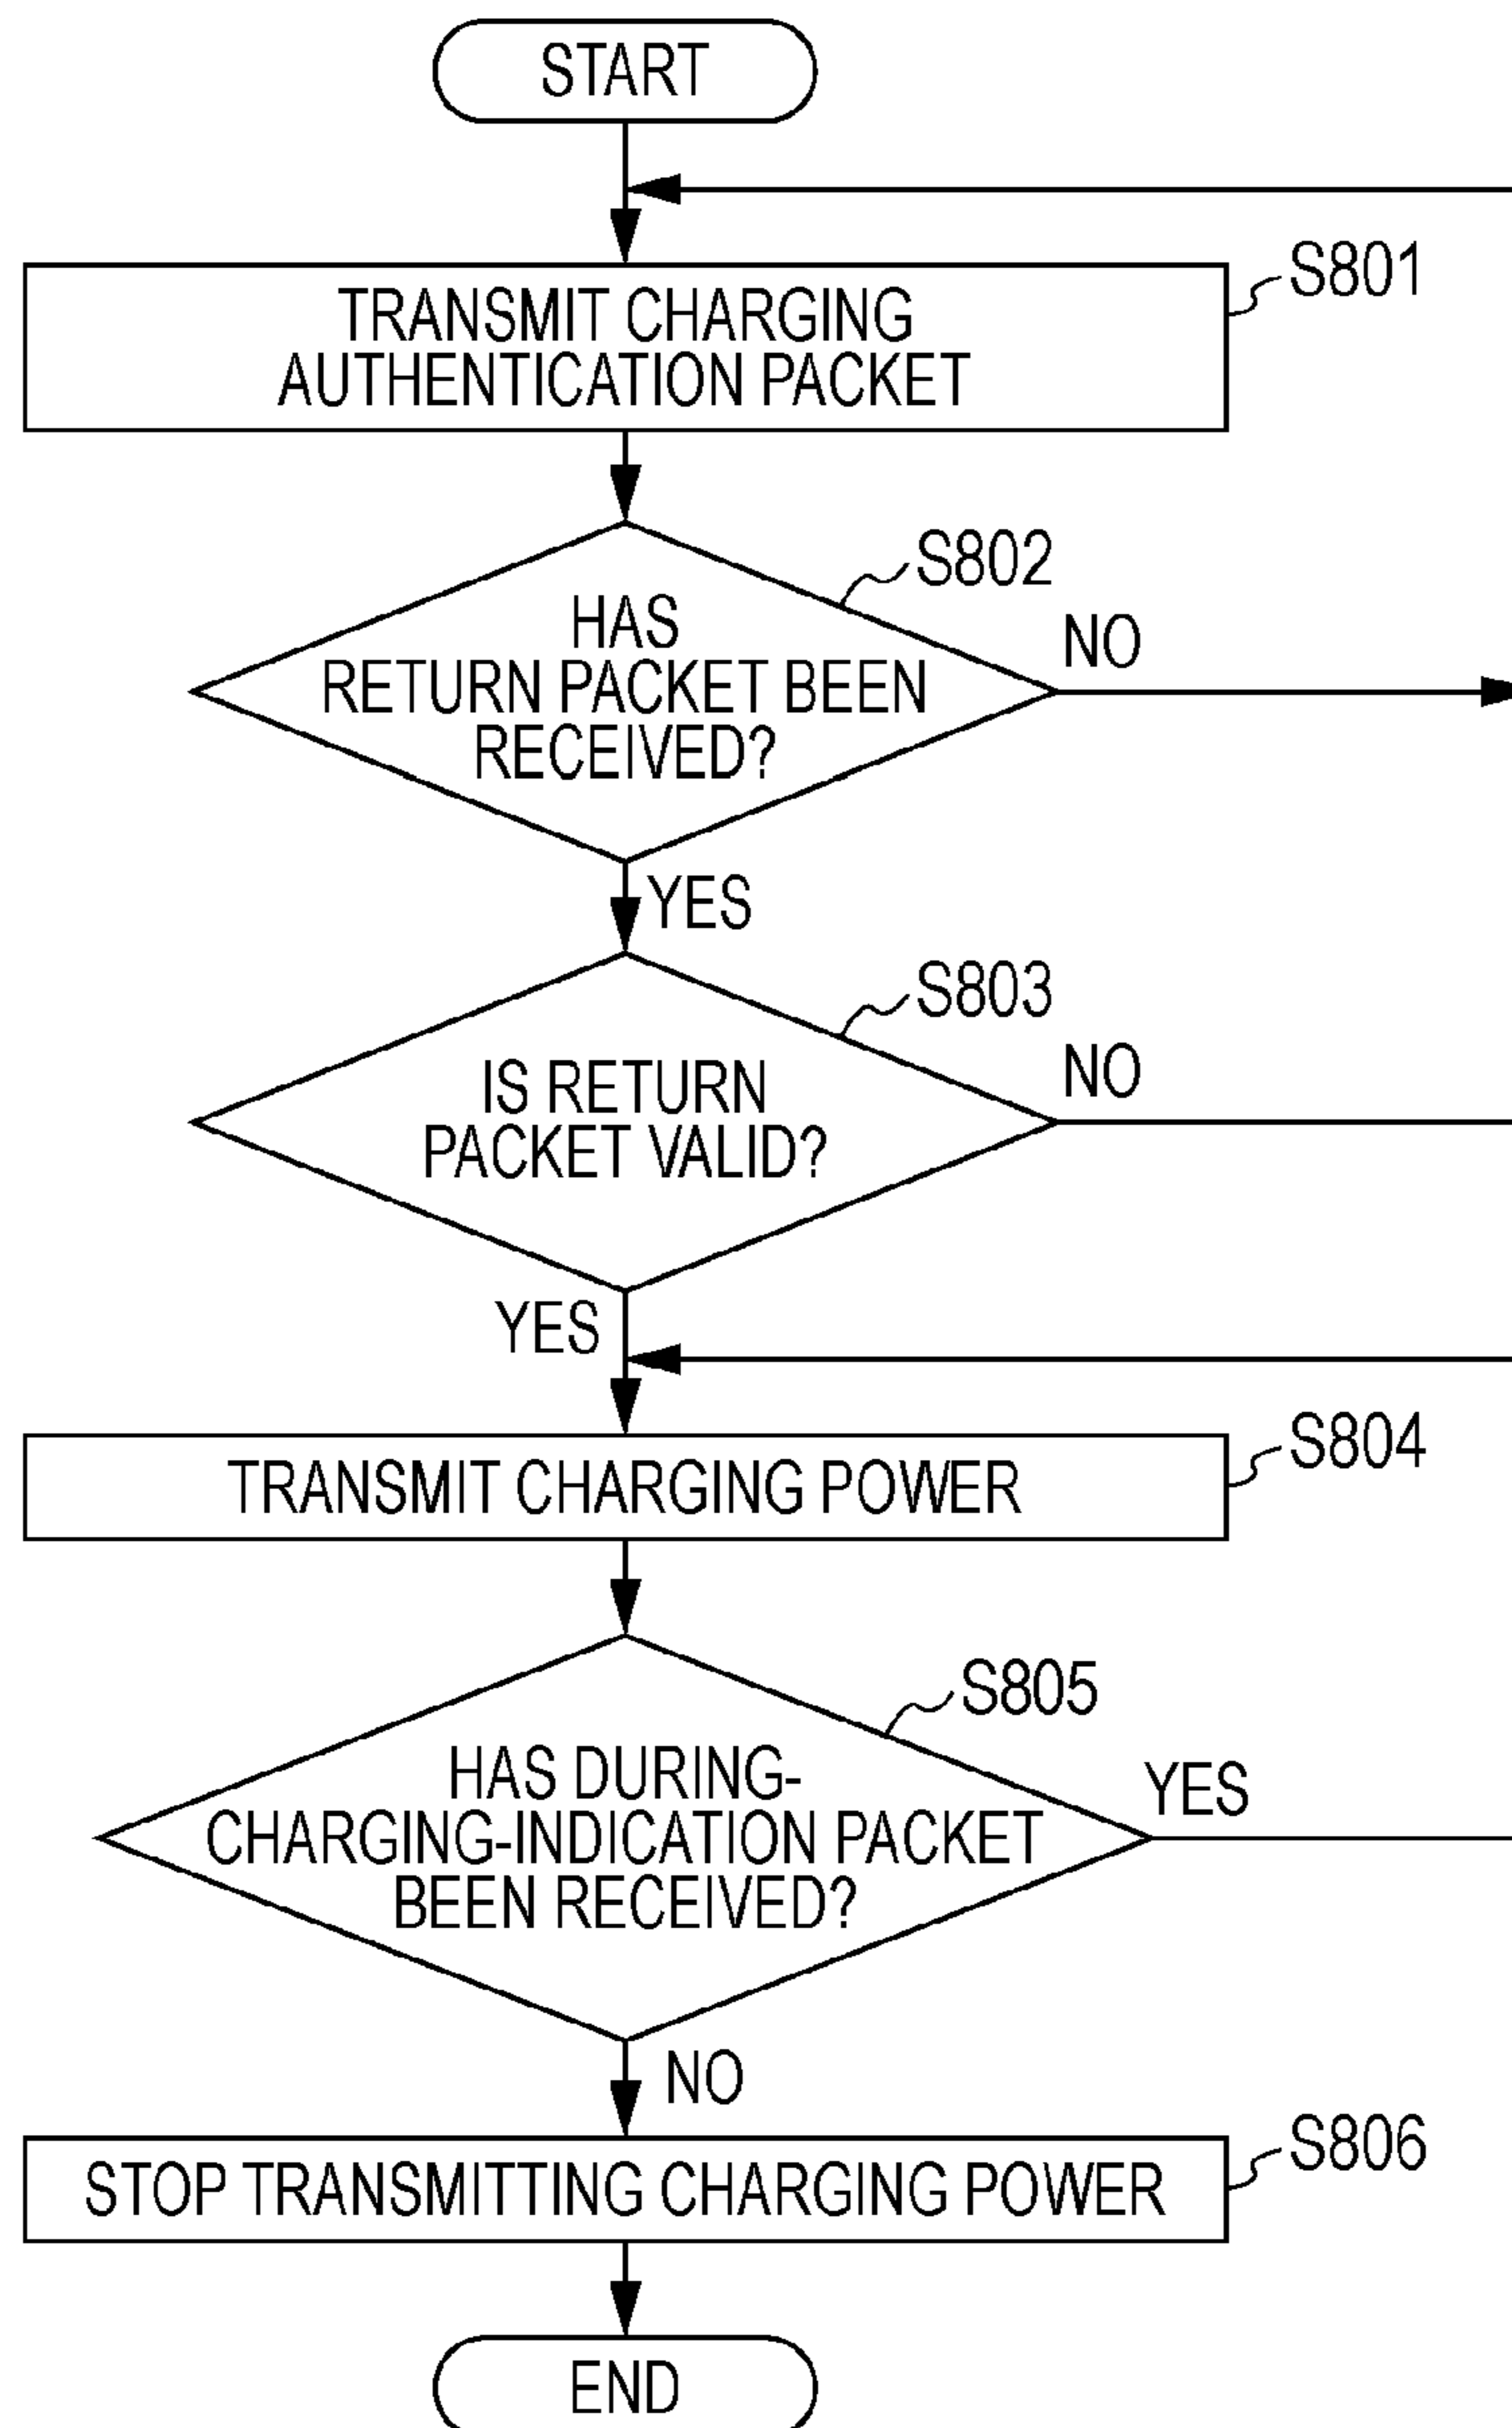 START
S801
TRANSMIT CHARGING
AUTHENTICATION PACKET
S802
HAS
RETURN PACKET BEEN
RECEIVED?
NO
YES
S803
IS RETURN
PACKET VALID?
NO
YES
S804
TRANSMIT CHARGING POWER
S805
HAS DURING-
CHARGING-INDICATION PACKET
BEEN RECEIVED?
YES
NO
S806
STOP TRANSMITTING CHARGING POWER
END